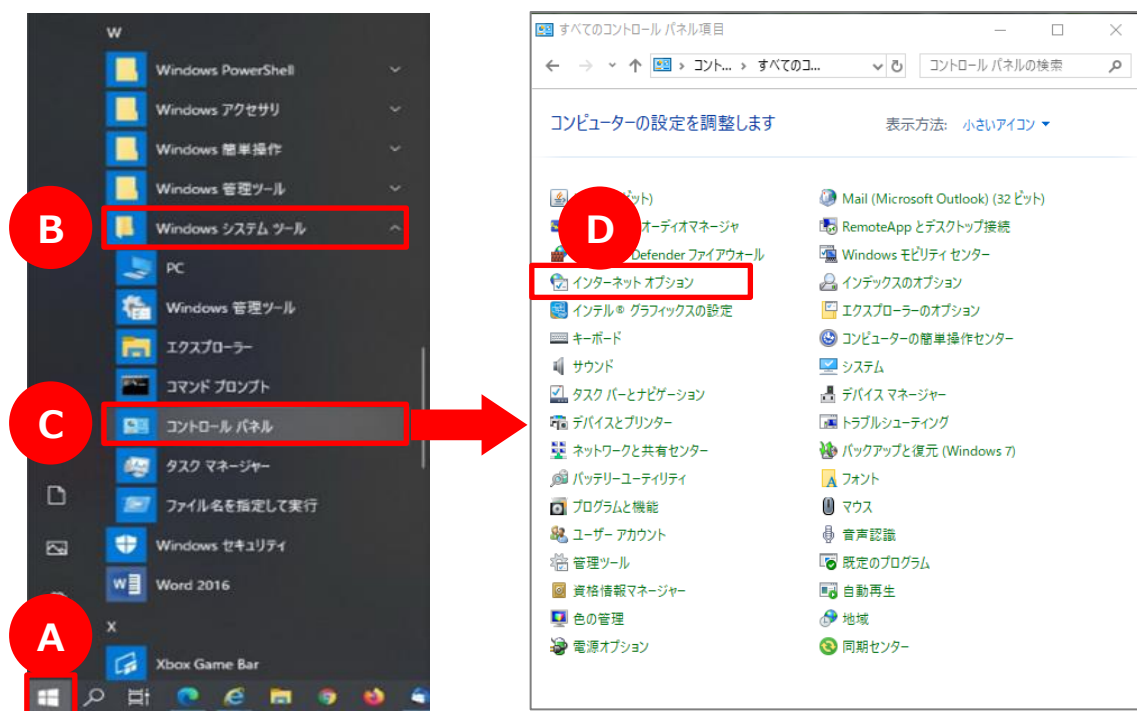 W
Windows PowerShell
Windows アクセサリ
Windows 簡単操作
Windows 管理ツール
B
Windows システム ツール
PC
Windows 管理ツール
エクスプローラー
コマンド プロンプト
C
コントロール パネル
タスク マネージャー
ファイル名を指定して実行
Windows セキュリティ
Word 2016
A
X
Xbox Game Bar
すべてのコントロール パネル項目
コント... › すべてのコ...
コントロール パネルの検索
コンピューターの設定を調整します
表示方法: 小さいアイコン
ット)
D
オーディオマネージャ
Defender ファイアウォール
インターネット オプション
インテル® グラフィックスの設定
キーボード
サウンド
タスク バーとナビゲーション
デバイスとプリンター
ネットワークと共有センター
バッテリーユーティリティ
プログラムと機能
ユーザー アカウント
管理ツール
資格情報マネージャー
色の管理
電源オプション
Mail (Microsoft Outlook) (32 ビット)
RemoteApp とデスクトップ接続
Windows モビリティ センター
インデックスのオプション
エクスプローラーのオプション
コンピューターの簡単操作センター
システム
デバイス マネージャー
トラブルシューティング
バックアップと復元 (Windows 7)
フォント
マウス
音声認識
既定のプログラム
自動再生
地域
同期センター